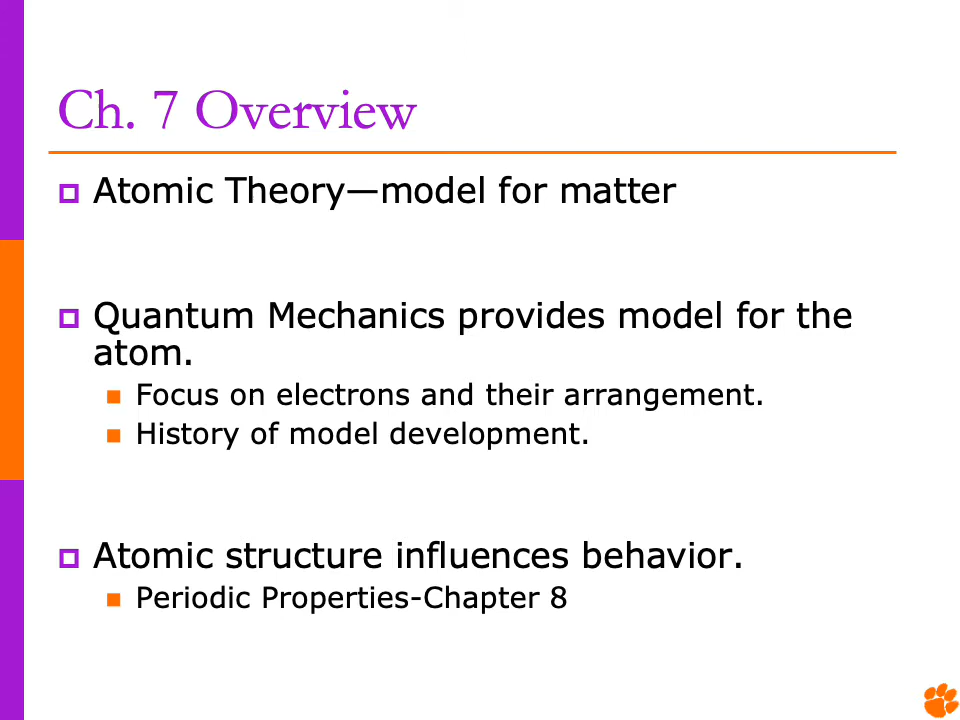 Ch. 7 Overview
Atomic Theory—model for matter
Quantum Mechanics provides model for the
atom.
Focus on electrons and their arrangement.
History of model development.
Atomic structure influences behavior.
Periodic Properties-Chapter 8